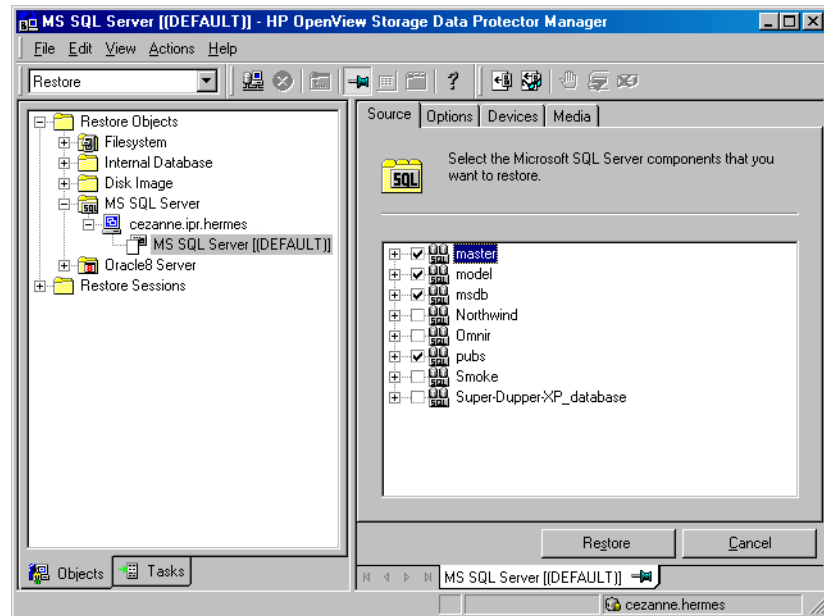 MS SQL Server [(DEFAULT)] - HP OpenView Storage Data Protector Manager
File Edit View Actions Help
Restore
Restore Objects
Filesystem
Internal Database
Disk Image
MS SQL Server
cezanne.ipr.hermes
MS SQL Server [(DEFAULT)]
Oracle8 Server
Restore Sessions
Objects Tasks
Source Options Devices Media
SQL
Select the Microsoft SQL Server components that you
want to restore.
master
model
msdb
Northwind
Omnir
pubs
Smoke
Super-Dupper-XP_database
Restore Cancel
MS SQL Server [(DEFAULT)]
cezanne.hermes